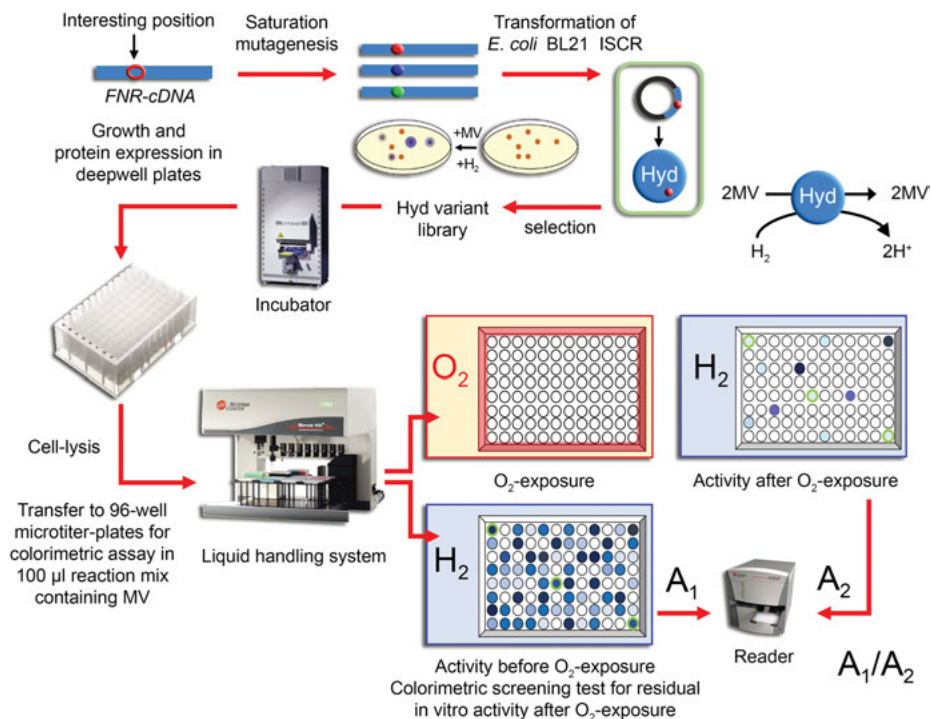 Interesting position
FNR-cDNA
Saturation
mutagenesis
Transformation of
E. coli BL21 ISCR
Growth and
protein expression in
deepwell plates
+MV
+H₂
Hyd
Hyd variant
library
selection
2MV
Hyd
2MV⁻
H₂
2H⁺
Incubator
Cell-lysis
Transfer to 96-well
microtiter-plates for
colorimetric assay in
100 µl reaction mix
containing MV
Liquid handling system
O₂
O₂-exposure
H₂
Activity after O₂-exposure
H₂
Activity before O₂-exposure
Colorimetric screening test for residual
in vitro activity after O₂-exposure
A₁
A₂
Reader
A₁/A₂